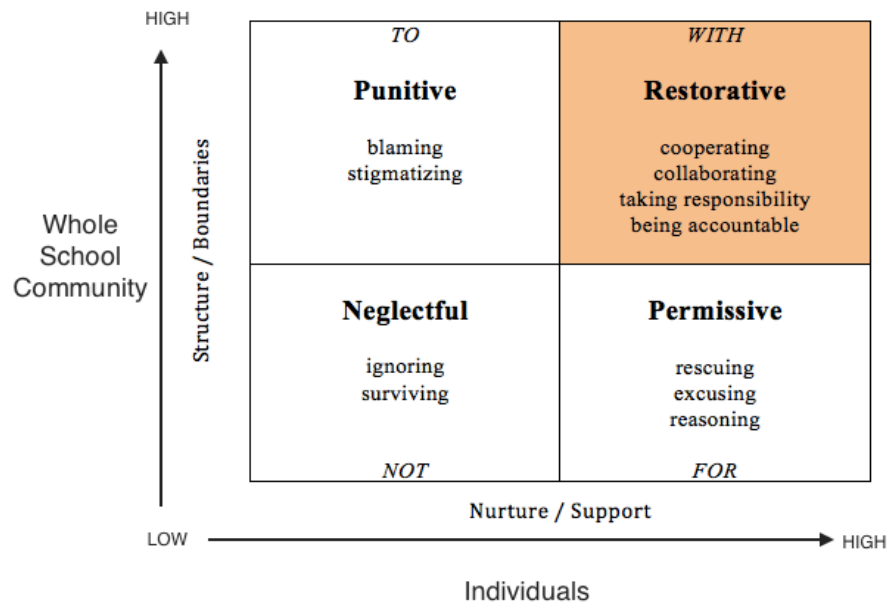 HIGH
TO
WITH
Punitive
Restorative
blaming
stigmatizing
cooperating
collaborating
taking responsibility
being accountable
Whole
School
Community
Structure / Boundaries
Neglectful
Permissive
ignoring
surviving
rescuing
excusing
reasoning
NOT
FOR
Nurture / Support
LOW
HIGH
Individuals